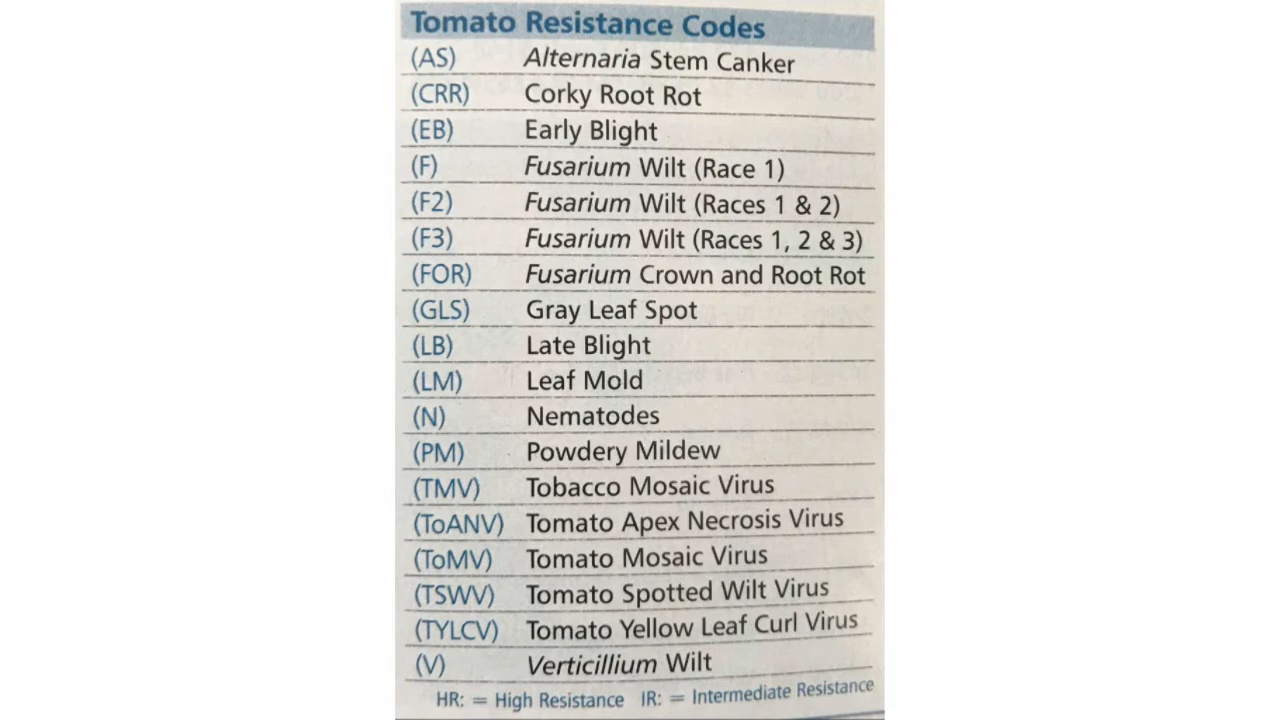 Tomato Resistance Codes
(AS) Alternaria Stem Canker
(CRR) Corky Root Rot
(EB) Early Blight
(F) Fusarium Wilt (Race 1)
(F2) Fusarium Wilt (Races 1 & 2)
(F3) Fusarium Wilt (Races 1, 2 & 3)
(FOR) Fusarium Crown and Root Rot
(GLS) Gray Leaf Spot
(LB) Late Blight
(LM) Leaf Mold
(N) Nematodes
(PM) Powdery Mildew
(TMV) Tobacco Mosaic Virus
(ToANV) Tomato Apex Necrosis Virus
(ToMV) Tomato Mosaic Virus
(TSWV) Tomato Spotted Wilt Virus
(TYLCV) Tomato Yellow Leaf Curl Virus
(V) Verticillium Wilt
HR: = High Resistance IR: = Intermediate Resistance